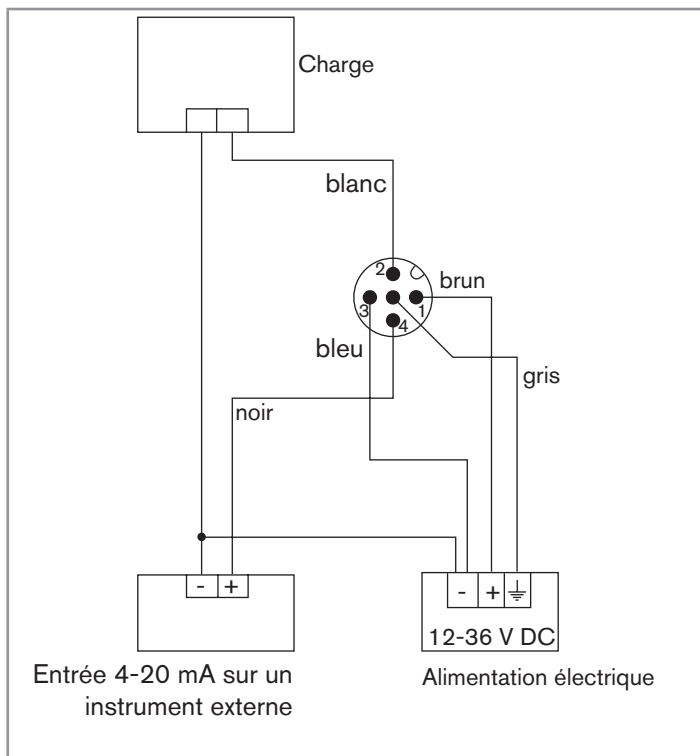 Charge
blanc
2
brun
3
1
4
bleu
gris
noir
- +
- +
12-36 V DC
Entrée 4-20 mA sur un
instrument externe
Alimentation électrique